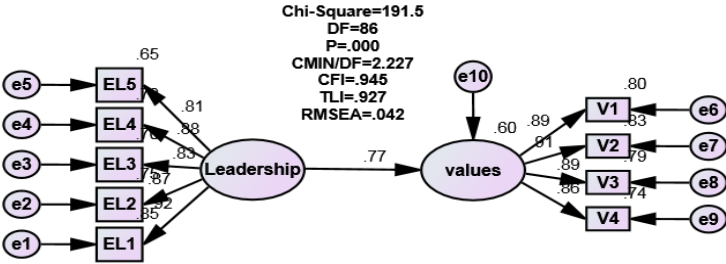 Chi-Square=191.5
DF=86
P=.000
CMIN/DF=2.227
CFI=.945
TLI=.927
RMSEA=.042
e10
.65
e5 EL5
.81
e4 EL4
.88
e3 EL3
.83
e2 EL2
.87
e1 EL1
.85
.92
Leadership
.77
.60
values
.80
.89 V1 e6
.83
.91 V2 e7
.79
.89 V3 e8
.74
.86 V4 e9